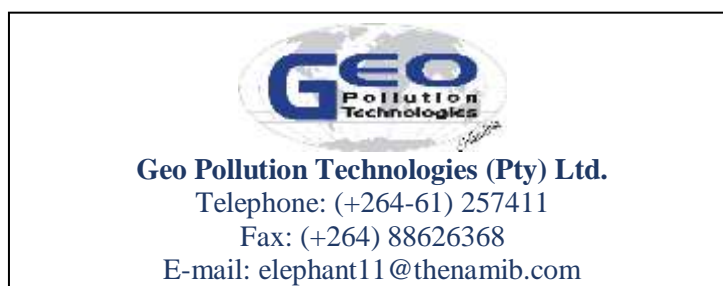 GEO
Pollution
Technologies
Namibia
Geo Pollution Technologies (Pty) Ltd.
Telephone: (+264-61) 257411
Fax: (+264) 88626368
E-mail: elephant11@thenamib.com